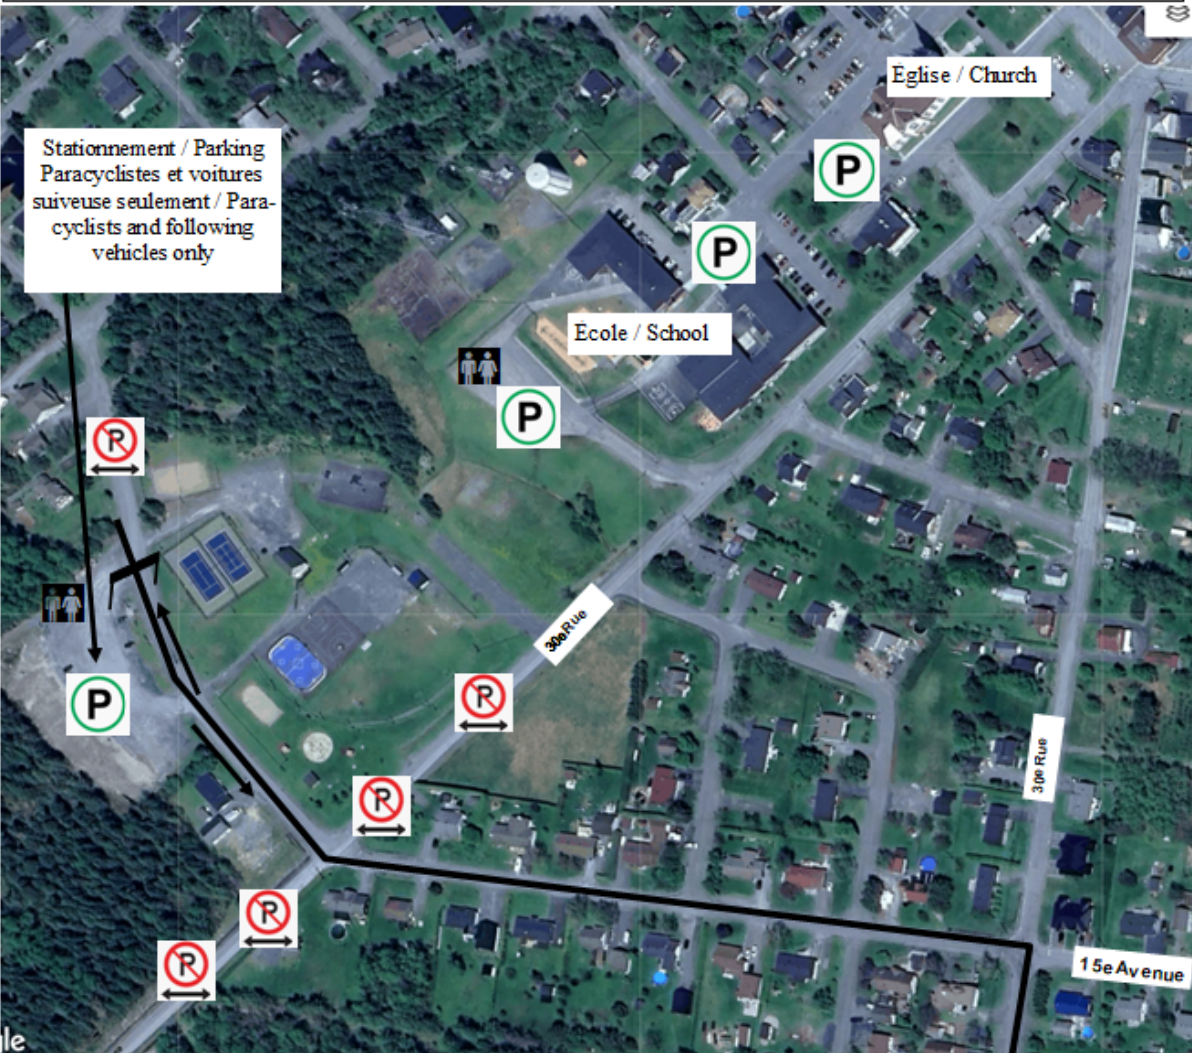 Église / Church
Stationnement / Parking
Paracyclistes et voitures
suiveuse seulement / Para-
cyclists and following
vehicles only
P
P
École / School
P
P
30e Rue
P
P
30e Rue
P
P
P
15e Avenue
le